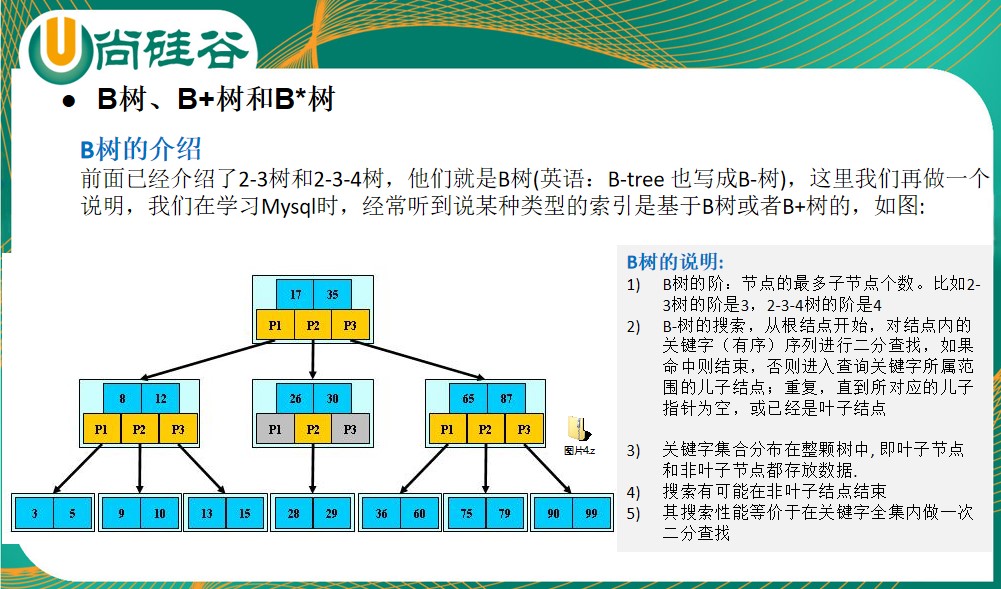 尚硅谷
● B树、B+树和B*树
B树的介绍
前面已经介绍了2-3树和2-3-4树，他们就是B树(英语：B-tree 也写成B-树)，这里我们再做一个
说明，我们在学习Mysql时，经常听到说某种类型的索引是基于B树或者B+树的，如图:
17 35
P1 P2 P3
8 12
P1 P2 P3
26 30
P1 P2 P3
65 87
P1 P2 P3
图片4.z
3 5
9 10
13 15
28 29
36 60
75 79
90 99
B树的说明:
1) B树的阶：节点的最多子节点个数。比如2-
3树的阶是3，2-3-4树的阶是4
2) B-树的搜索，从根结点开始，对结点内的
关键字（有序）序列进行二分查找，如果
命中则结束，否则进入查询关键字所属范
围的儿子结点；重复，直到所对应的儿子
指针为空，或已经是叶子结点
3) 关键字集合分布在整颗树中, 即叶子节点
和非叶子节点都存放数据.
4) 搜索有可能在非叶子结点结束
5) 其搜索性能等价于在关键字全集内做一次
二分查找